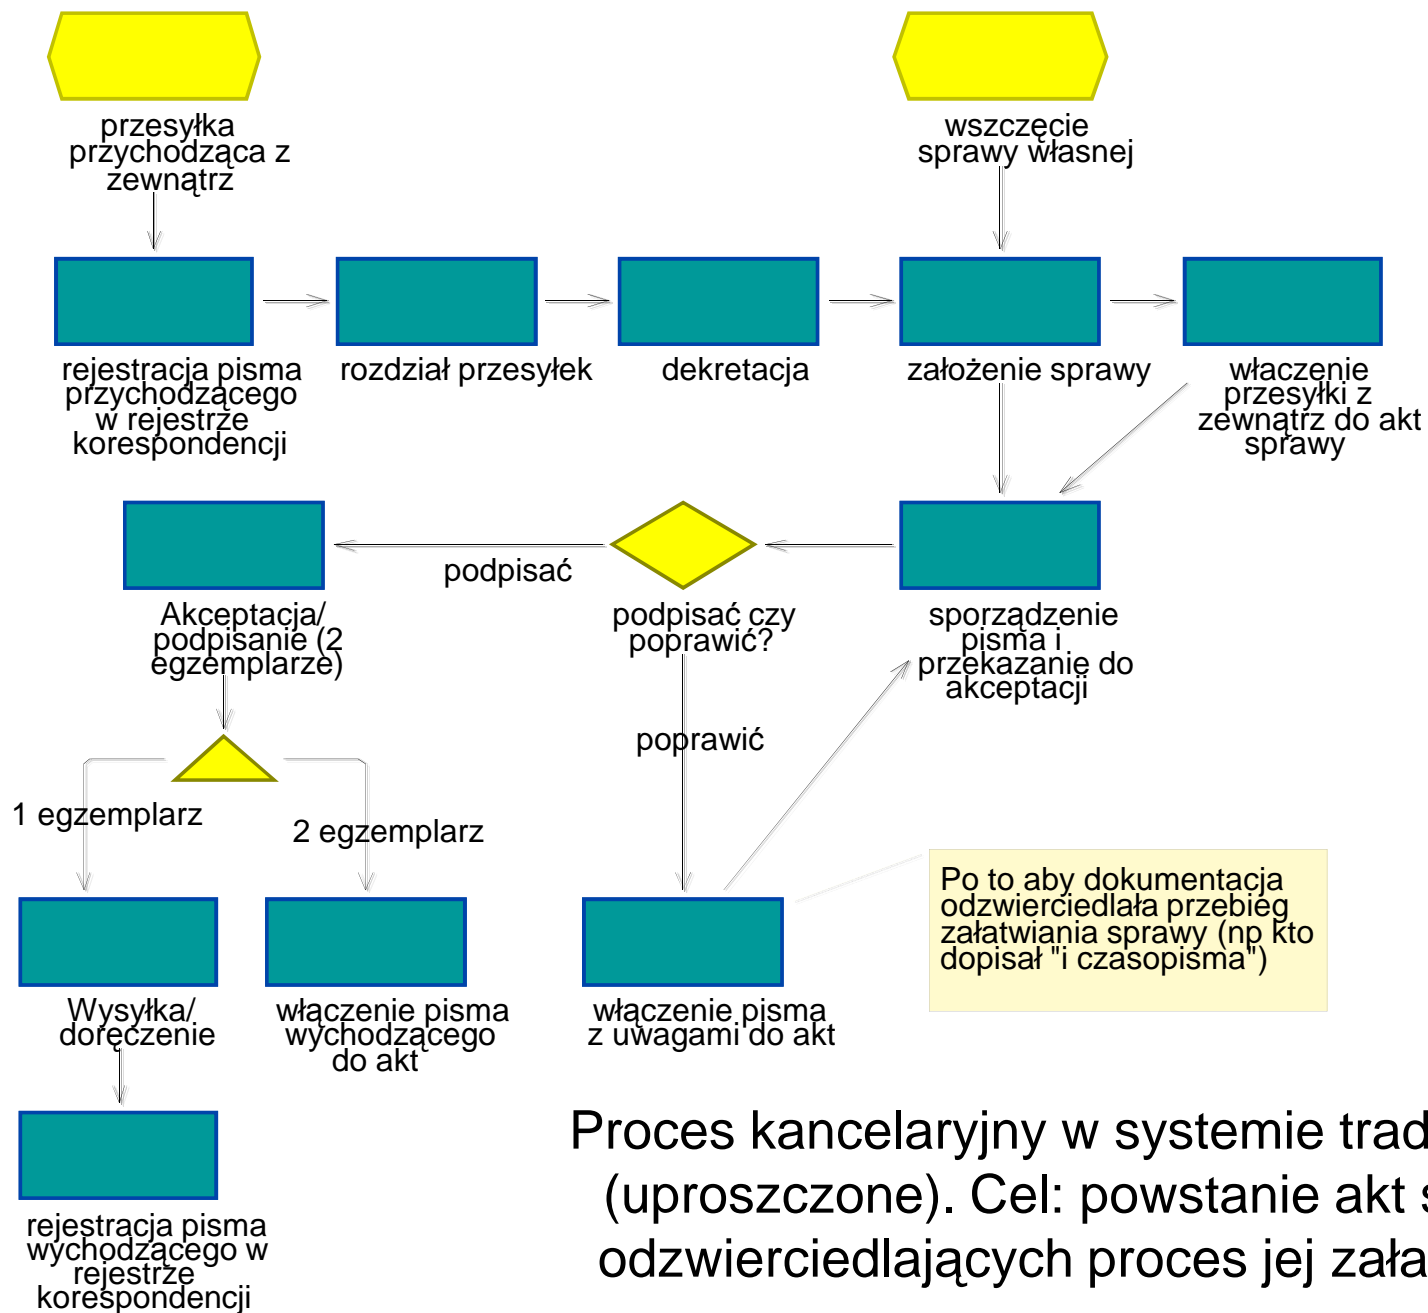 przesyłka
przychodząca z
zewnątrz
wszczęcie
sprawy własnej
rejestracja pisma
przychodzącego
w rejestrze
korespondencji
rozdział przesyłek
dekretacja
założenie sprawy
właczenie
przesyłki z
zewnątrz do akt
sprawy
podpisać
Akceptacja/
podpisanie (2
egzemplarze)
podpisać czy
poprawić?
sporządzenie
pisma i
przekazanie do
akceptacji
poprawić
1 egzemplarz
2 egzemplarz
Po to aby dokumentacja
odzwierciedlała przebieg
załatwiania sprawy (np kto
dopisał "i czasopisma")
Wysyłka/
doręczenie
włączenie pisma
wychodzącego
do akt
włączenie pisma
z uwagami do akt
rejestracja pisma
wychodzącego w
rejestrze
korespondencji
Proces kancelaryjny w systemie trad
(uproszczone). Cel: powstanie akt s
odzwierciedlających proces jej zała